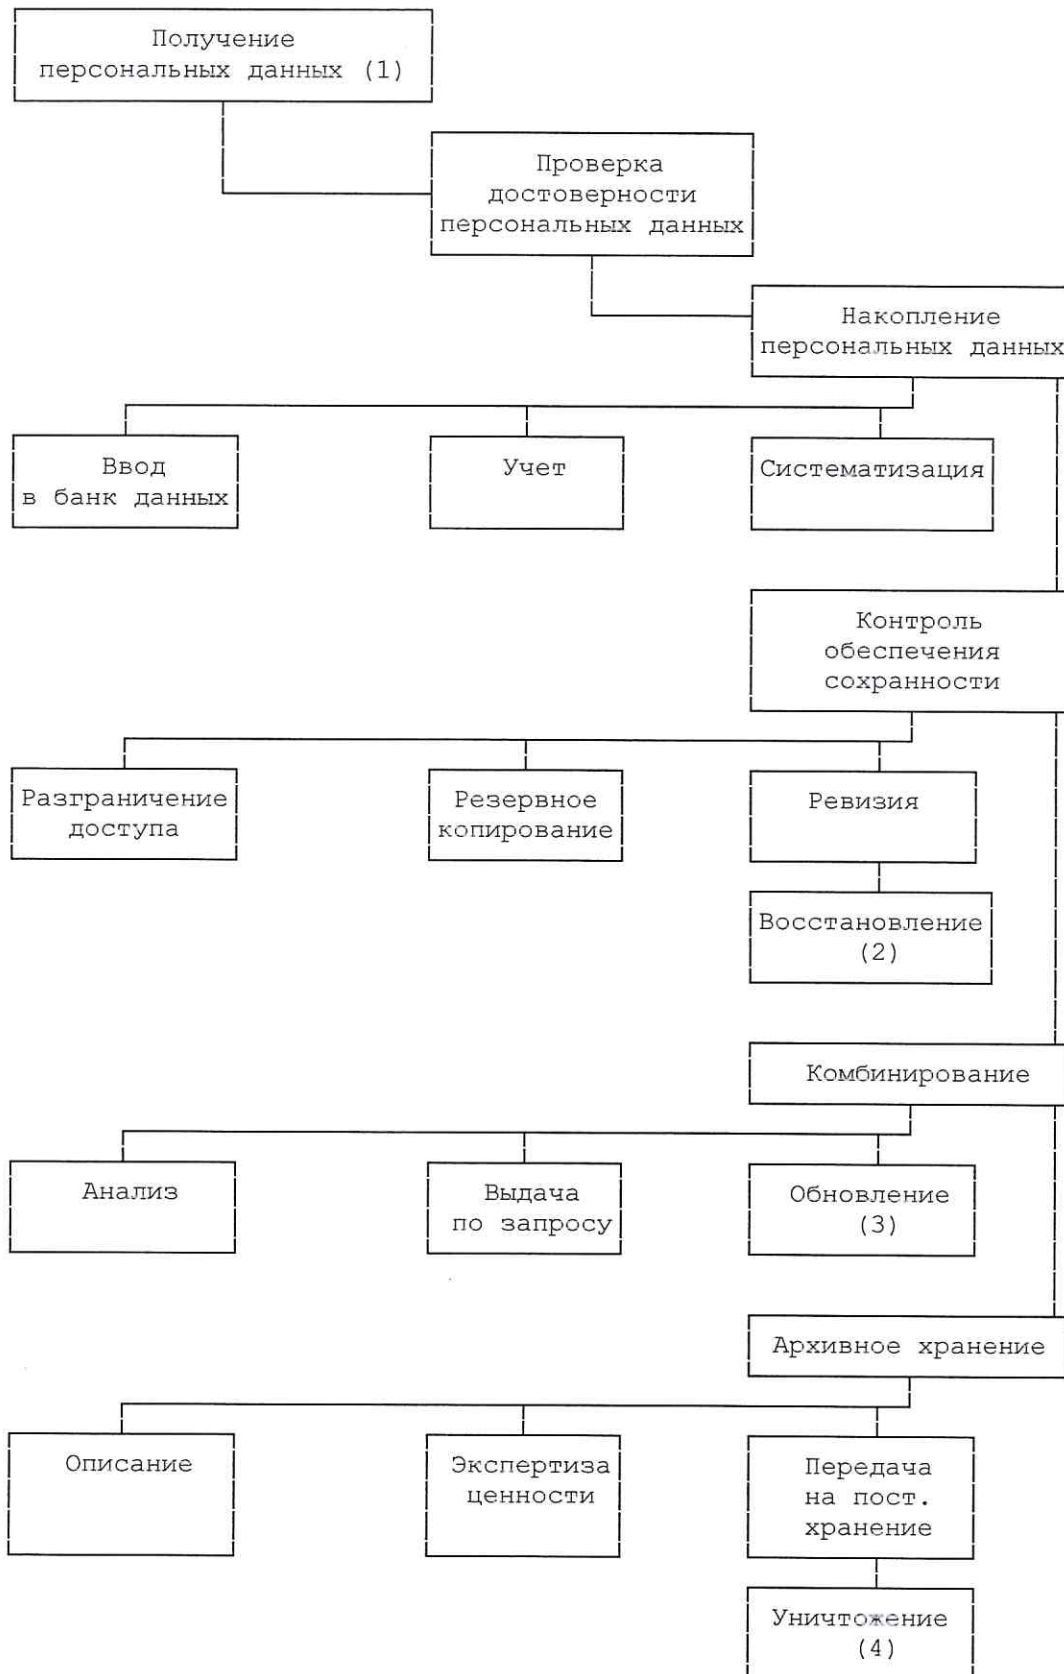 Получение
персональных данных (1)
Проверка
достоверности
персональных данных
Накопление
персональных данных
Ввод
в банк данных
Учет
Систематизация
Контроль
обеспечения
сохранности
Разграничение
доступа
Резервное
копирование
Ревизия
Восстановление
(2)
Комбинирование
Анализ
Выдача
по запросу
Обновление
(3)
Архивное хранение
Описание
Экспертиза
ценности
Передача
на пост.
хранение
Уничтожение
(4)